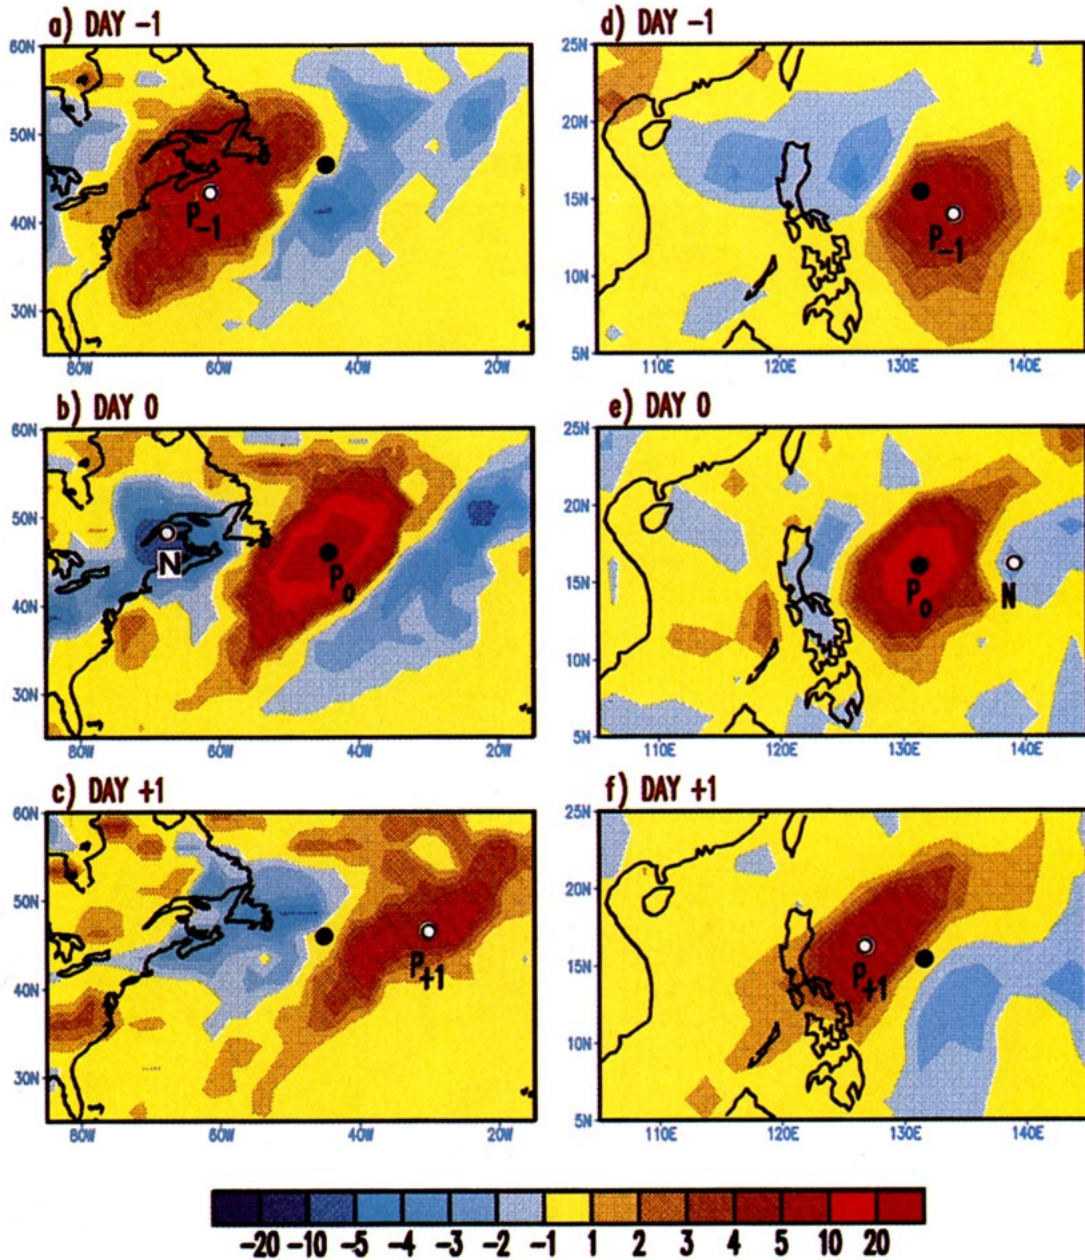 a) DAY -1
60N
50N
40N
30N
80W 60W 40W 20W
P-1
b) DAY 0
60N
50N
40N
30N
80W 60W 40W 20W
N
P0
c) DAY +1
60N
50N
40N
30N
80W 60W 40W 20W
P+1
d) DAY -1
25N
20N
15N
10N
5N
110E 120E 130E 140E
P-1
e) DAY 0
25N
20N
15N
10N
5N
110E 120E 130E 140E
P0
N
f) DAY +1
25N
20N
15N
10N
5N
110E 120E 130E 140E
P+1
-20 -10 -5 -4 -3 -2 -1 1 2 3 4 5 10 20